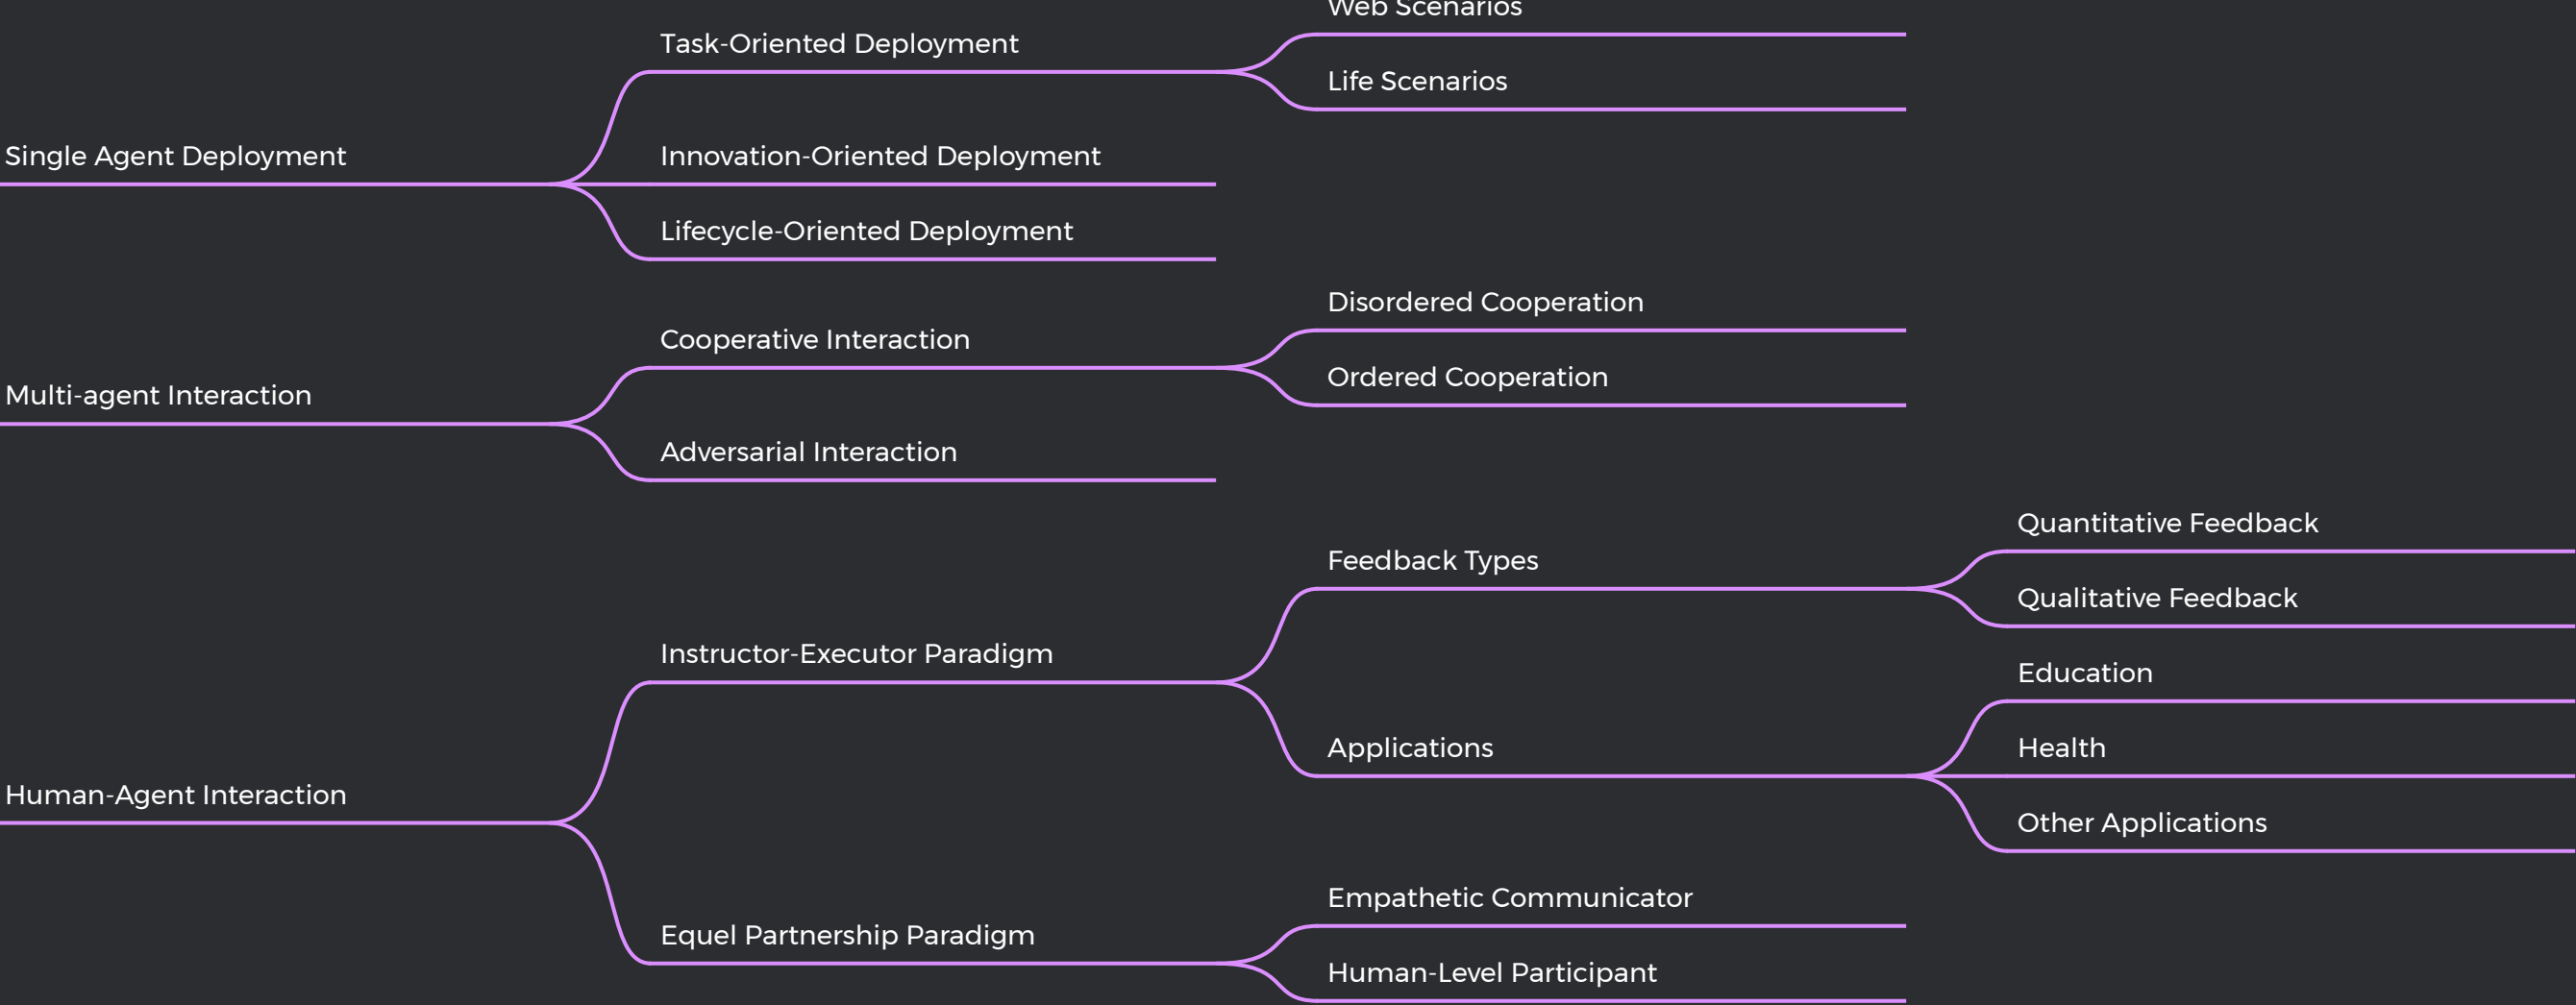 Web Scenarios
Task-Oriented Deployment
Life Scenarios
Single Agent Deployment
Innovation-Oriented Deployment
Lifecycle-Oriented Deployment
Disordered Cooperation
Cooperative Interaction
Ordered Cooperation
Multi-agent Interaction
Adversarial Interaction
Quantitative Feedback
Feedback Types
Qualitative Feedback
Instructor-Executor Paradigm
Education
Applications
Health
Human-Agent Interaction
Other Applications
Empathetic Communicator
Equel Partnership Paradigm
Human-Level Participant